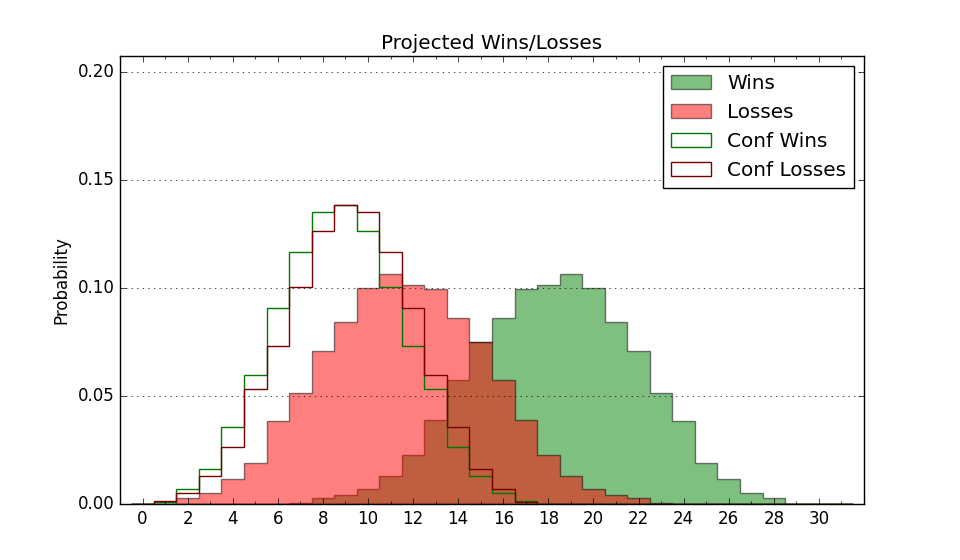 Projected Wins/Losses
0.20
0.15
0.10
0.05
0.00
Probability
Wins
Losses
Conf Wins
Conf Losses
0 2 4 6 8 10 12 14 16 18 20 22 24 26 28 30